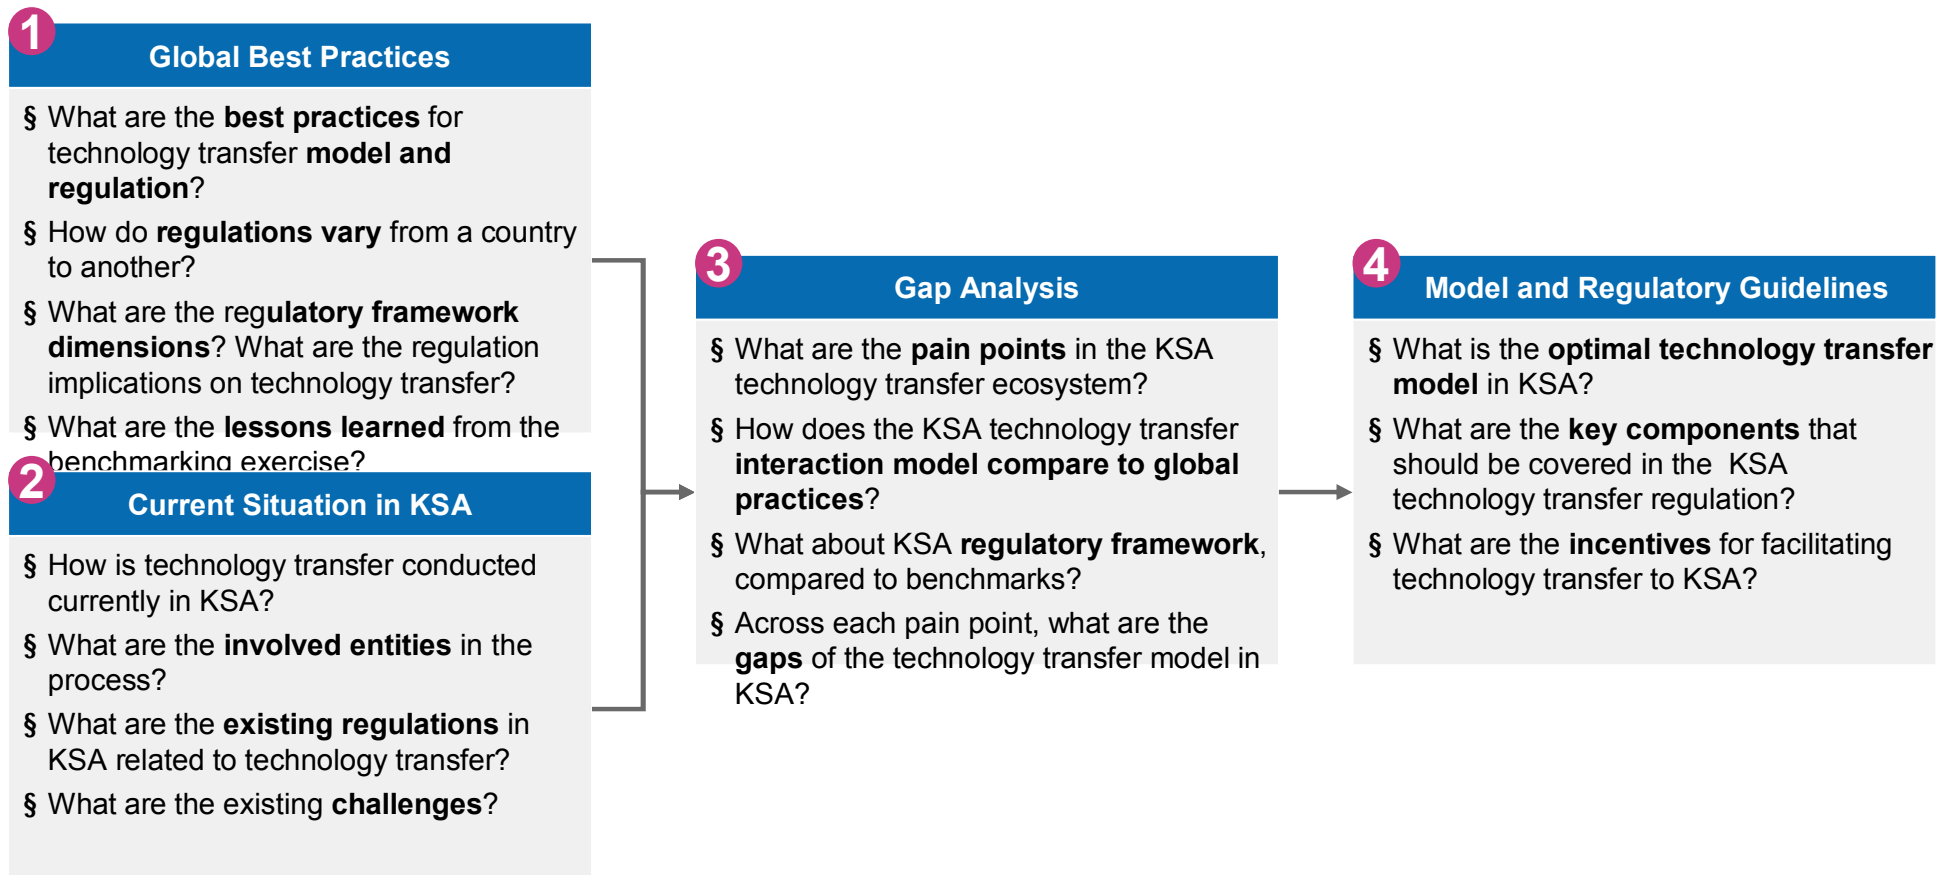 1
Global Best Practices
§ What are the best practices for
technology transfer model and
regulation?
§ How do regulations vary from a country
to another?
§ What are the regulatory framework
dimensions? What are the regulation
implications on technology transfer?
§ What are the lessons learned from the
benchmarking exercise?
2
Current Situation in KSA
§ How is technology transfer conducted
currently in KSA?
§ What are the involved entities in the
process?
§ What are the existing regulations in
KSA related to technology transfer?
§ What are the existing challenges?
3
Gap Analysis
§ What are the pain points in the KSA
technology transfer ecosystem?
§ How does the KSA technology transfer
interaction model compare to global
practices?
§ What about KSA regulatory framework,
compared to benchmarks?
§ Across each pain point, what are the
gaps of the technology transfer model in
KSA?
4
Model and Regulatory Guidelines
§ What is the optimal technology transfer
model in KSA?
§ What are the key components that
should be covered in the  KSA
technology transfer regulation?
§ What are the incentives for facilitating
technology transfer to KSA?